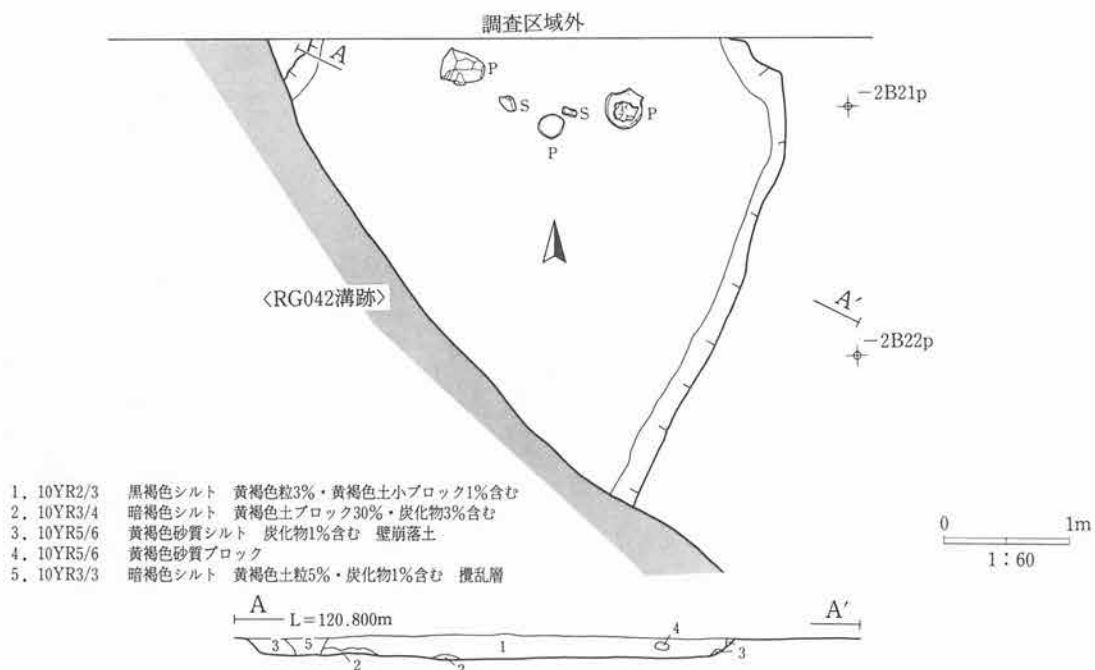 調査区域外
A
P
S
S
P
P
-2B21p
A'
-2B22p
〈RG042溝跡〉
1. 10YR2/3 黒褐色シルト 黄褐色粒3%・黄褐色土小ブロック1%含む
2. 10YR3/4 暗褐色シルト 黄褐色土ブロック30%・炭化物3%含む
3. 10YR5/6 黄褐色砂質シルト 炭化物1%含む 壁崩落土
4. 10YR5/6 黄褐色砂質ブロック
5. 10YR3/3 暗褐色シルト 黄褐色土粒5%・炭化物1%含む 攪乱層
0 1m
1:60
A L=120.800m A'
3 5 1 4
2 2 3